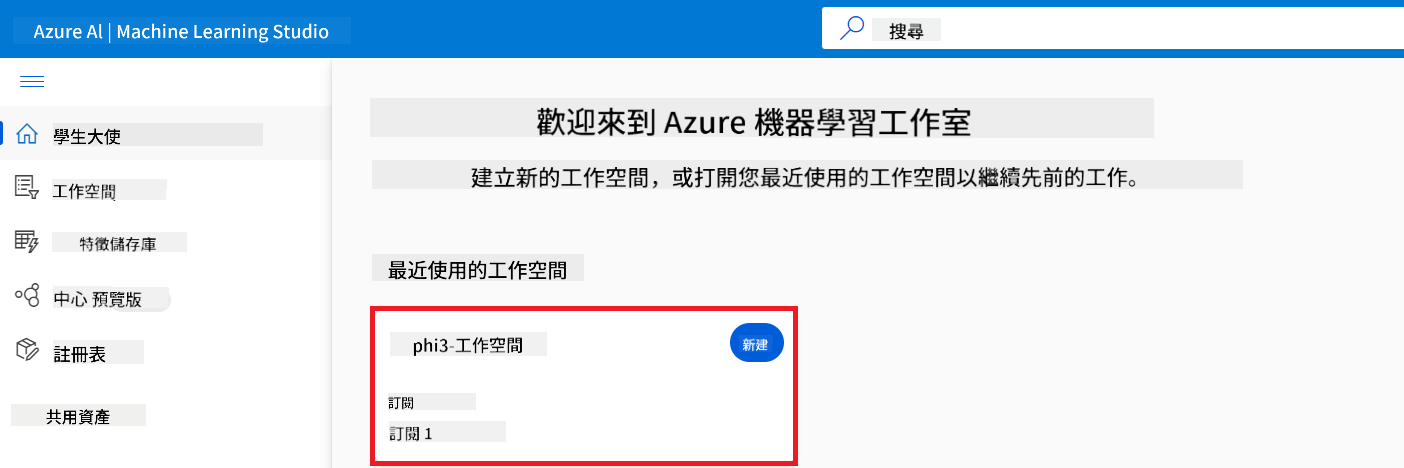 Azure AI | Machine Learning Studio
搜尋
學生大使
工作空間
特徵儲存庫
中心 預覽版
註冊表
共用資產
歡迎來到 Azure 機器學習工作室
建立新的工作空間，或打開您最近使用的工作空間以繼續先前的工作。
最近使用的工作空間
phi3-工作空間
新建
訂閱
訂閱 1